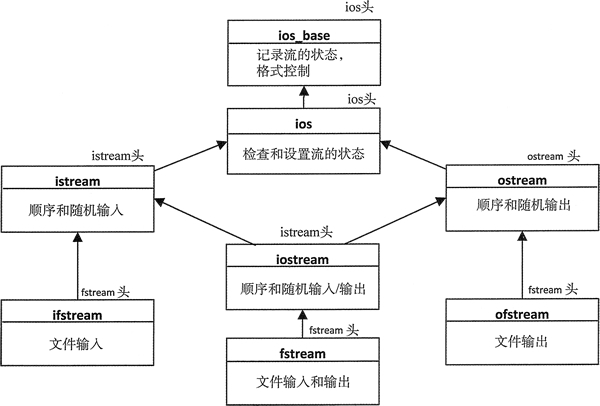 ios头
ios_base
记录流的状态,
格式控制
ios头
ios
检查和设置流的状态
istream头
istream
顺序和随机输入
ostream 头
ostream
顺序和随机输出
istream头
iostream
顺序和随机输入/输出
fstream 头
ifstream
文件输入
fstream 头
fstream
文件输入和输出
fstream 头
ofstream
文件输出